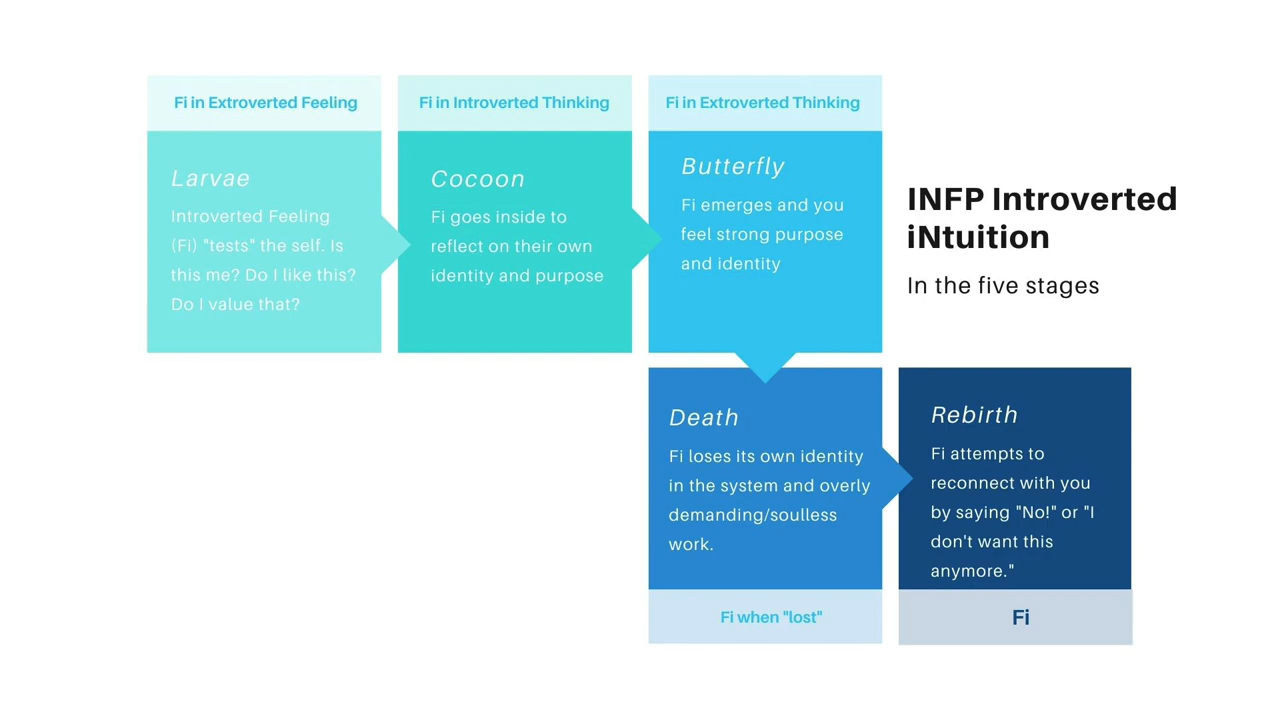 Fi in Extroverted Feeling
Larvae
Introverted Feeling
(Fi) "tests" the self. Is
this me? Do I like this?
Do I value that?
Fi in Introverted Thinking
Cocoon
Fi goes inside to
reflect on their own
identity and purpose
Fi in Extroverted Thinking
Butterfly
Fi emerges and you
feel strong purpose
and identity
INFP Introverted
iNtuition
In the five stages
Death
Fi loses its own identity
in the system and overly
demanding/soulless
work.
Fi when "lost"
Rebirth
Fi attempts to
reconnect with you
by saying "No!" or "I
don't want this
anymore."
Fi